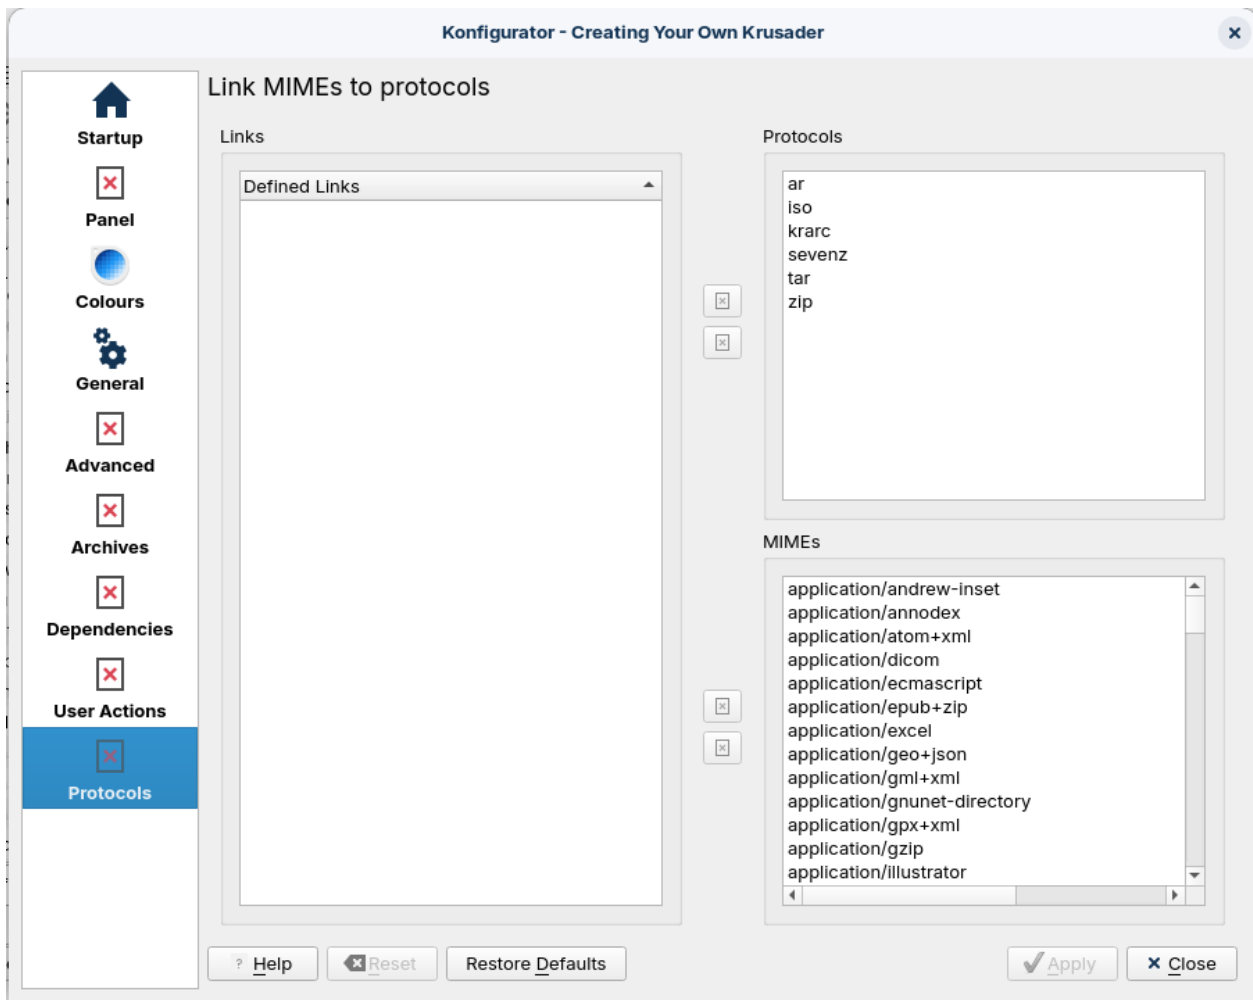 Konfigurator - Creating Your Own Krusader
Startup
Panel
Colours
General
Advanced
Archives
Dependencies
User Actions
Protocols
Link MIMEs to protocols
Links
Defined Links
Protocols
ar
iso
krarc
sevenz
tar
zip
MIMEs
application/andrew-inset
application/annodex
application/atom+xml
application/dicom
application/ecmascript
application/epub+zip
application/excel
application/geo+json
application/gml+xml
application/gnunet-directory
application/gpx+xml
application/gzip
application/illustrator
? Help
Reset
Restore Defaults
Apply
Close